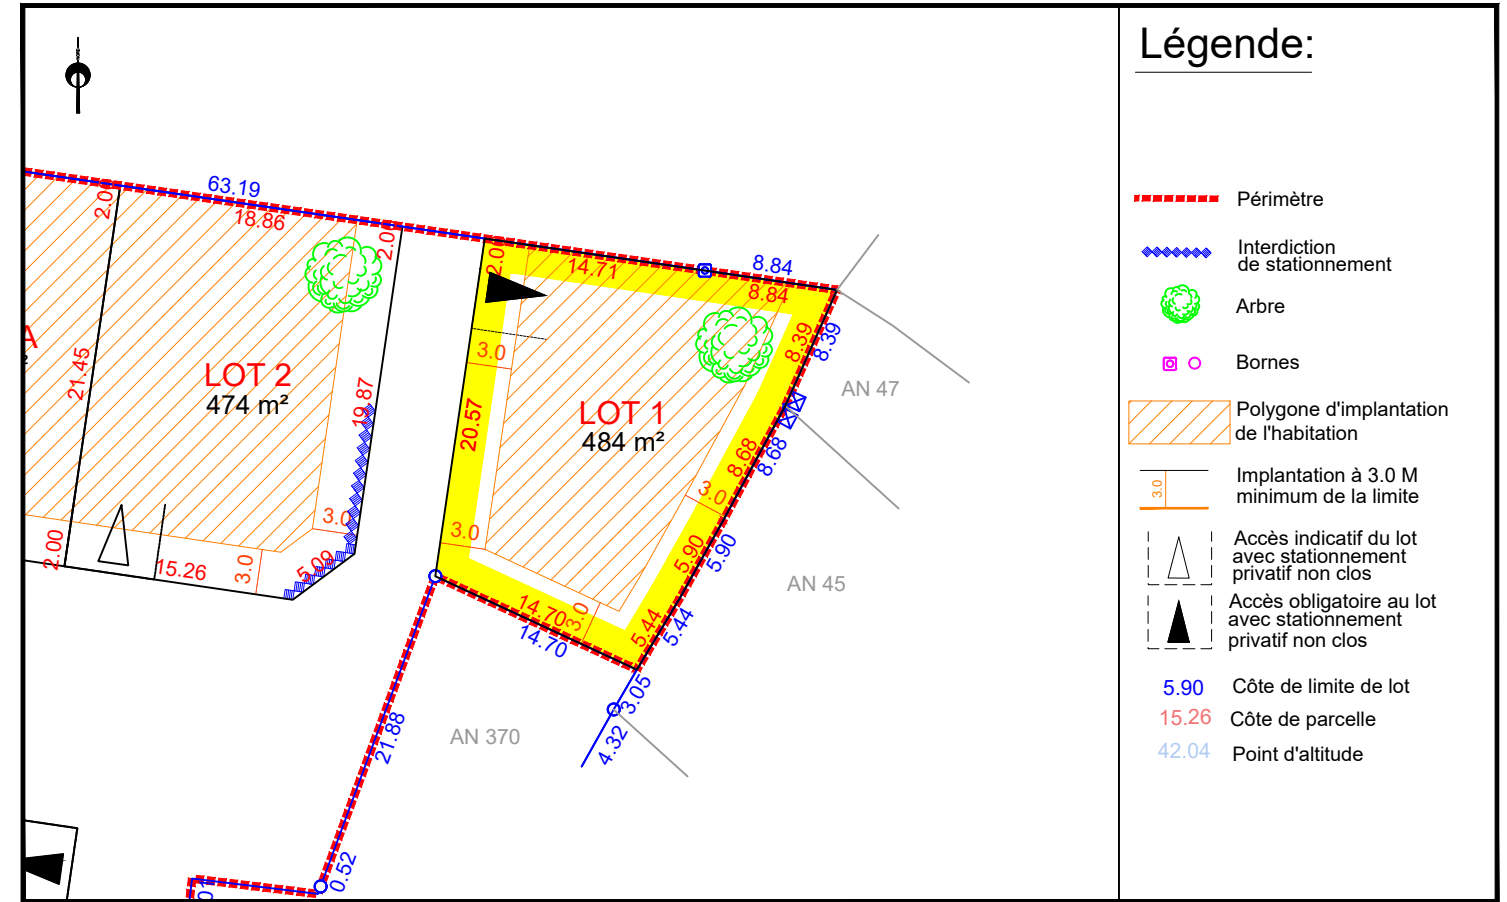 Légende:
63.19
2.00
18.86
14.71
8.84
8.84
8.39
8.39
A
LOT 2
474 m²
21.45
19.87
3.0
20.57
LOT 1
484 m²
AN 47
8.68
8.68
3.0
3.0
3.0
2.00
15.26
3.0
5.09
5.90
5.90
AN 45
14.70
3.0
14.70
5.44
5.44
3.05
4.32
21.88
AN 370
0.52
Périmètre
Interdiction
de stationnement
Arbre
Bornes
Polygone d'implantation
de l'habitation
3.0
Implantation à 3.0 M
minimum de la limite
Accès indicatif du lot
avec stationnement
privatif non clos
Accès obligatoire au lot
avec stationnement
privatif non clos
5.90 Côte de limite de lot
15.26 Côte de parcelle
42.04 Point d'altitude